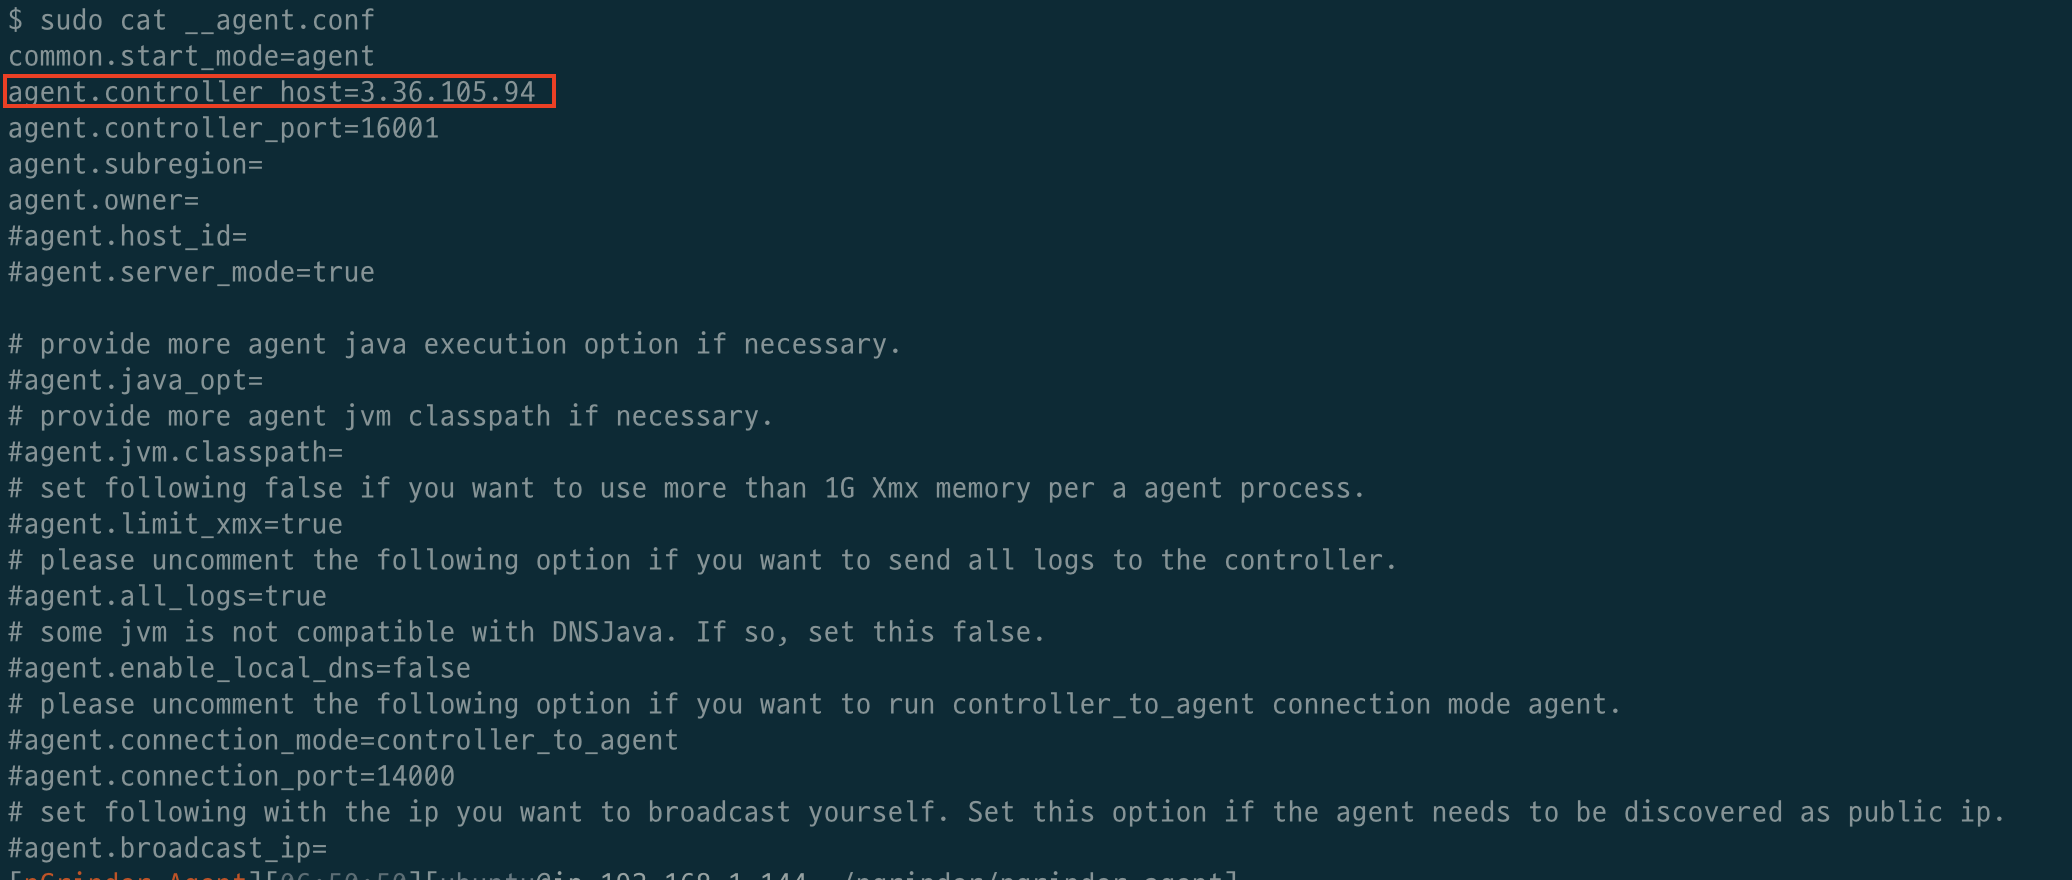 $ sudo cat __agent.conf
common.start_mode=agent
agent.controller_host=3.36.105.94
agent.controller_port=16001
agent.subregion=
agent.owner=
#agent.host_id=
#agent.server_mode=true
# provide more agent java execution option if necessary.
#agent.java_opt=
# provide more agent jvm classpath if necessary.
#agent.jvm.classpath=
# set following false if you want to use more than 1G Xmx memory per a agent process.
#agent.limit_xmx=true
# please uncomment the following option if you want to send all logs to the controller.
#agent.all_logs=true
# some jvm is not compatible with DNSJava. If so, set this false.
#agent.enable_local_dns=false
# please uncomment the following option if you want to run controller_to_agent connection mode agent.
#agent.connection_mode=controller_to_agent
#agent.connection_port=14000
# set following with the ip you want to broadcast yourself. Set this option if the agent needs to be discovered as public ip.
#agent.broadcast_ip=